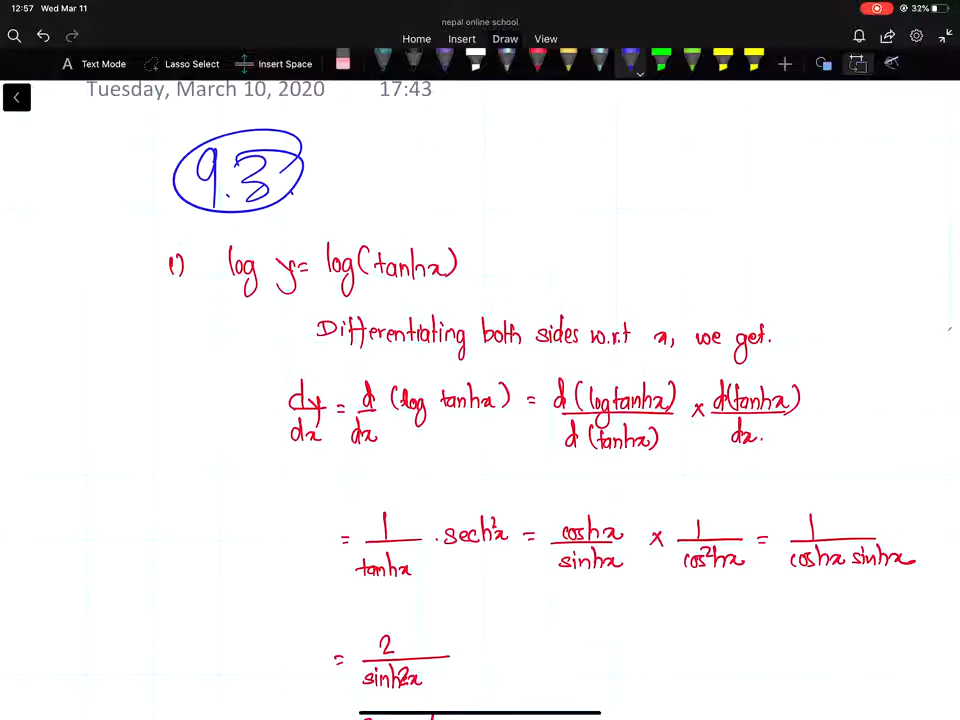 12:57 Wed Mar 11
32%
nepal online school
Home Insert Draw View
Text Mode Lasso Select Insert Space
Tuesday, March 10, 2020 17:43
9.3
1) log y = log(tanhx)
Differentiating both sides w.r.t x, we get.
dy/dx = d/dx (log tanhx) = d(logtanhx)/d(tanhx) × d(tanhx)/dx.
= 1/tanhx . sech²x = coshx/sinhx × 1/cos²hx = 1/coshx sinhx
= 2/sinh2x